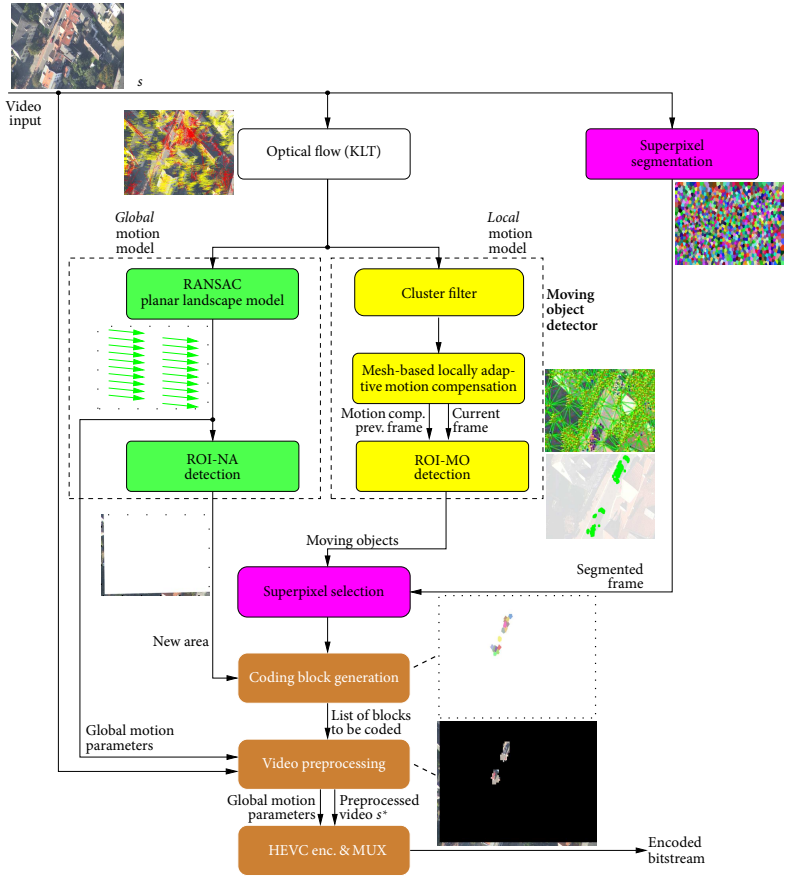 s
Video
input
Optical flow (KLT)
Superpixel
segmentation
Global
motion
model
Local
motion
model
RANSAC
planar landscape model
Cluster filter
Moving
object
detector
Mesh-based locally adap-
tive motion compensation
Motion comp.
prev. frame
Current
frame
ROI-NA
detection
ROI-MO
detection
Moving objects
Segmented
frame
Superpixel selection
New area
Coding block generation
List of blocks
to be coded
Global motion
parameters
Video preprocessing
Global motion
parameters
Preprocessed
video s*
HEVC enc. & MUX
Encoded
bitstream